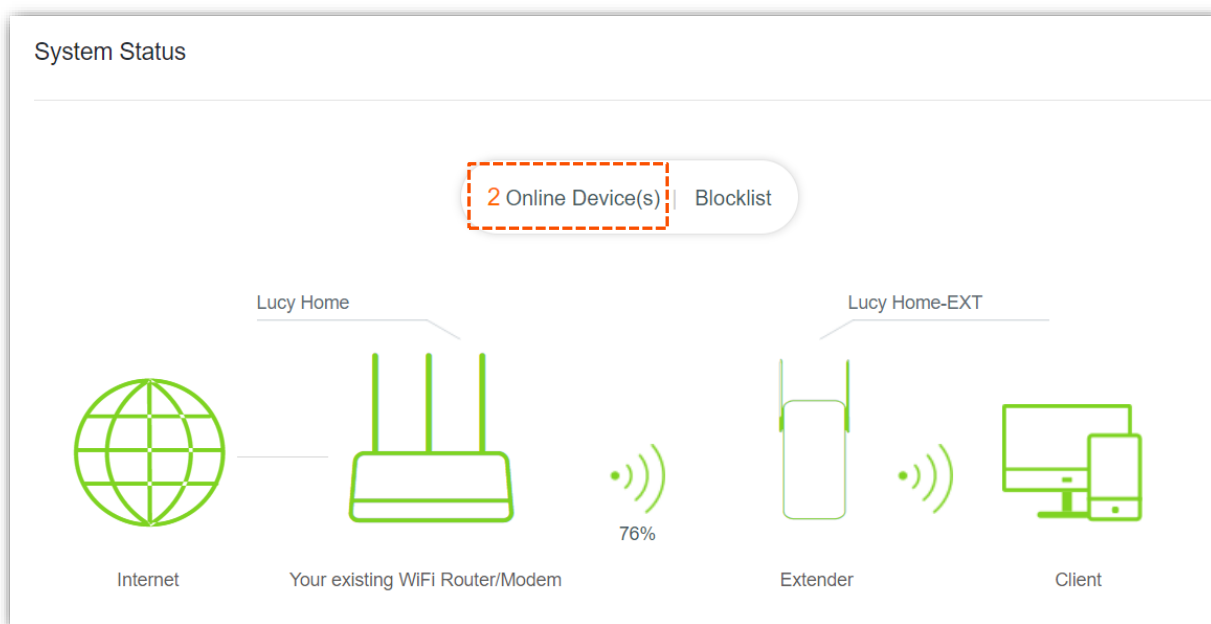 System Status
2 Online Device(s) | Blocklist
Lucy Home
Lucy Home-EXT
76%
Internet
Your existing WiFi Router/Modem
Extender
Client